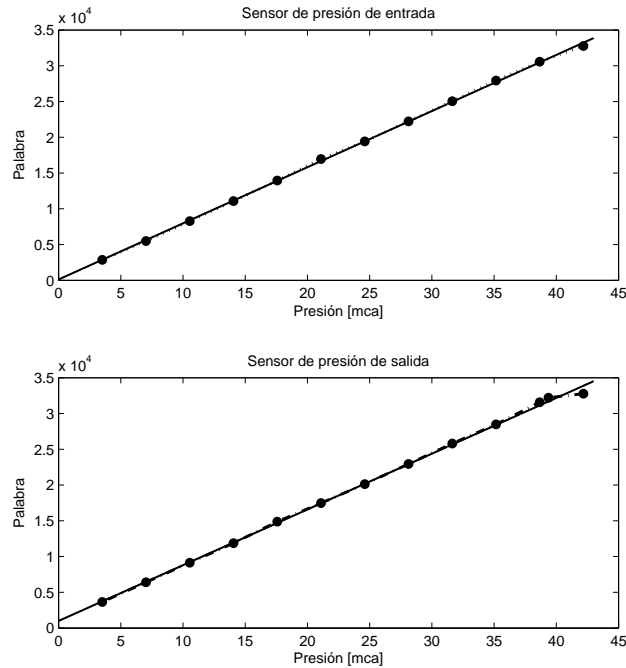 Sensor de presión de entrada
x 10^4
3.5
3
2.5
2
1.5
1
0.5
0
Palabra
0 5 10 15 20 25 30 35 40 45
Presión [mca]
Sensor de presión de salida
x 10^4
3.5
3
2.5
2
1.5
1
0.5
0
Palabra
0 5 10 15 20 25 30 35 40 45
Presión [mca]